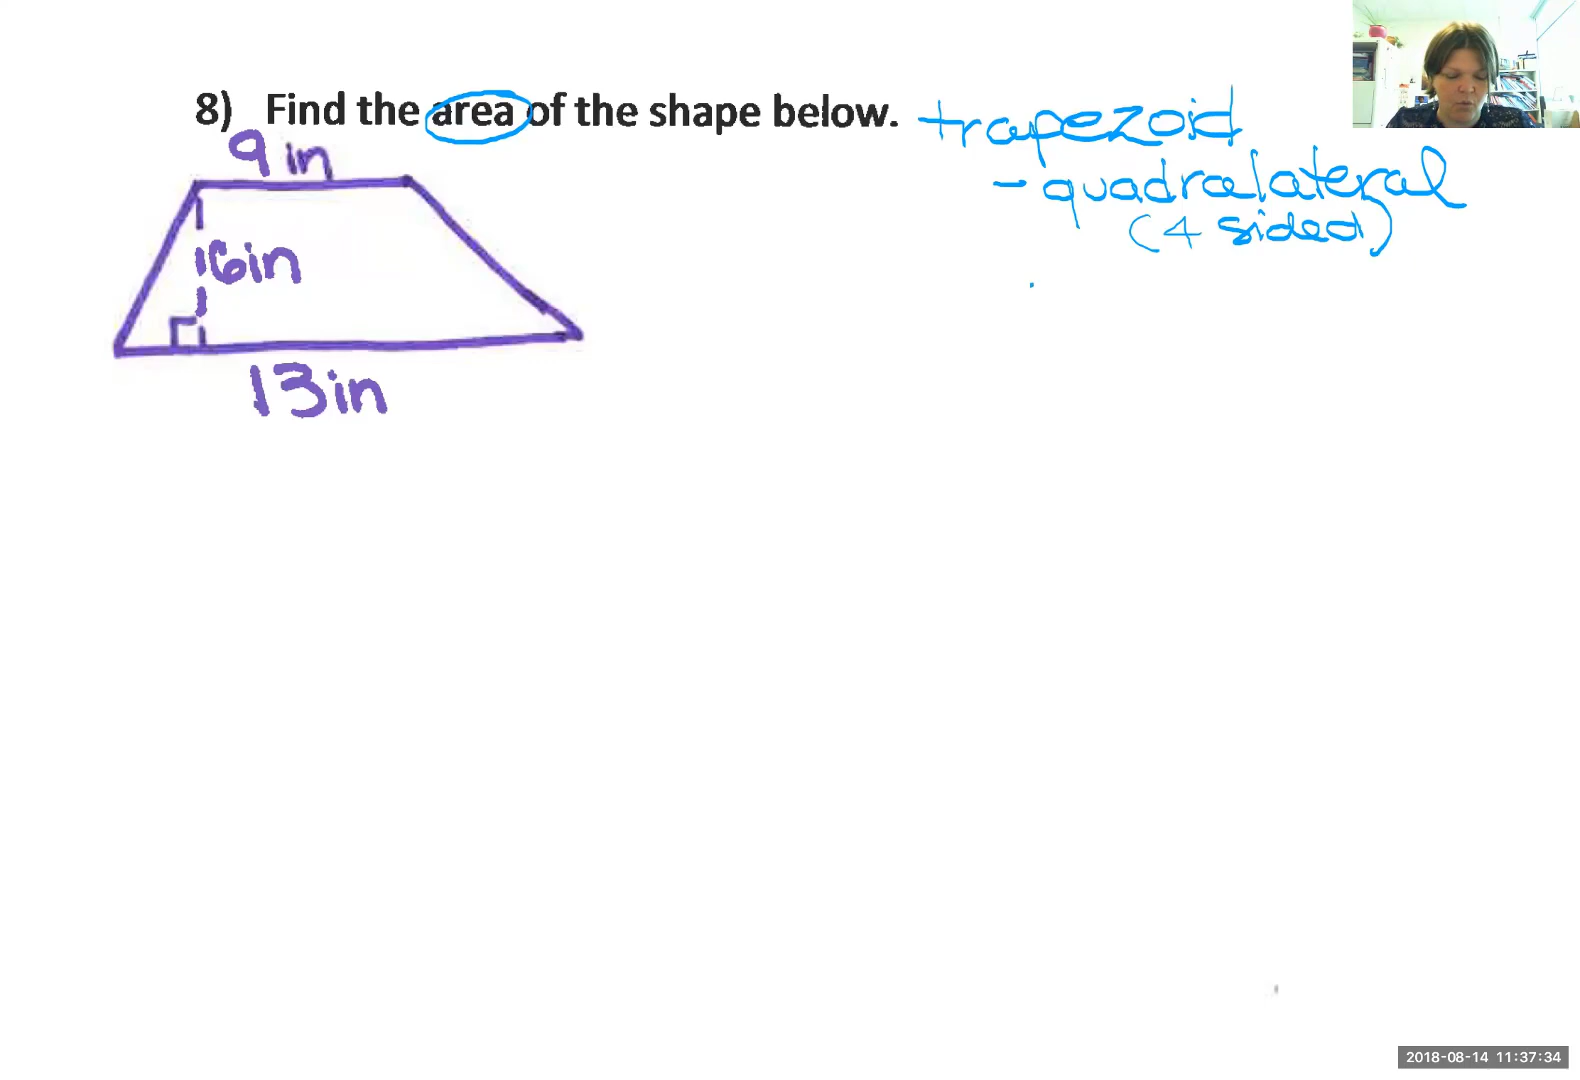 8) Find the area of the shape below. trapezoid
9 in
- quadralateral
(4 sided)
6in
13in
2018-08-14 11:37:34